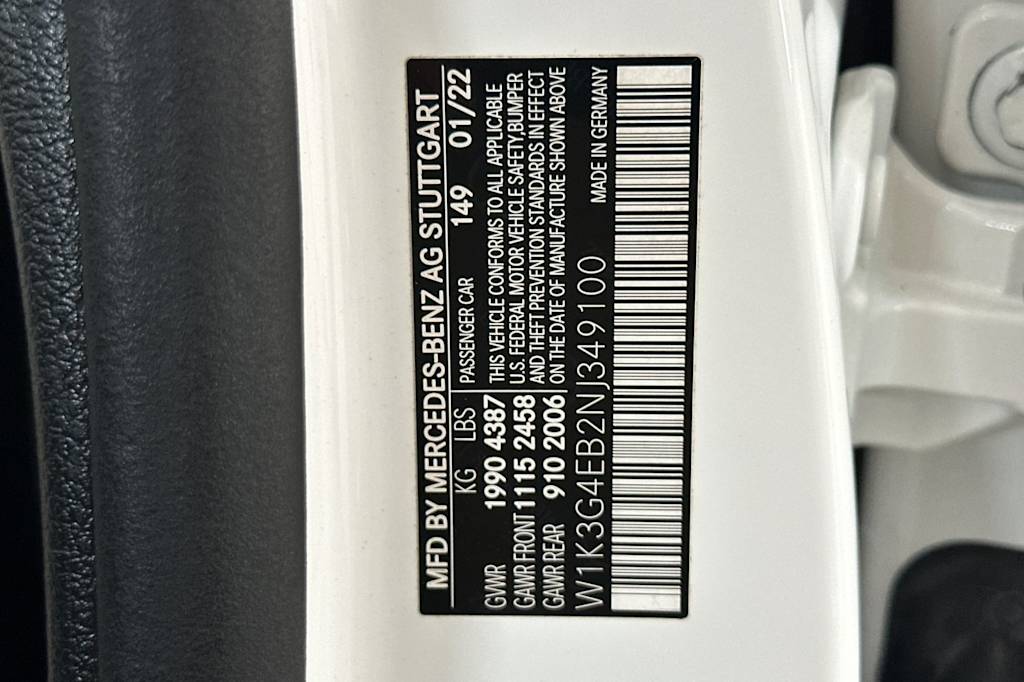 MFD BY MERCEDES-BENZ AG STUTTGART
KG LBS PASSENGER CAR 149 01/22
GVWR 1990 4387
GAWR FRONT 1115 2458
GAWR REAR 910 2006
THIS VEHICLE CONFORMS TO ALL APPLICABLE
U.S. FEDERAL MOTOR VEHICLE SAFETY,BUMPER
AND THEFT PREVENTION STANDARDS IN EFFECT
ON THE DATE OF MANUFACTURE SHOWN ABOVE
W1K3G4EB2NJ349100 MADE IN GERMANY